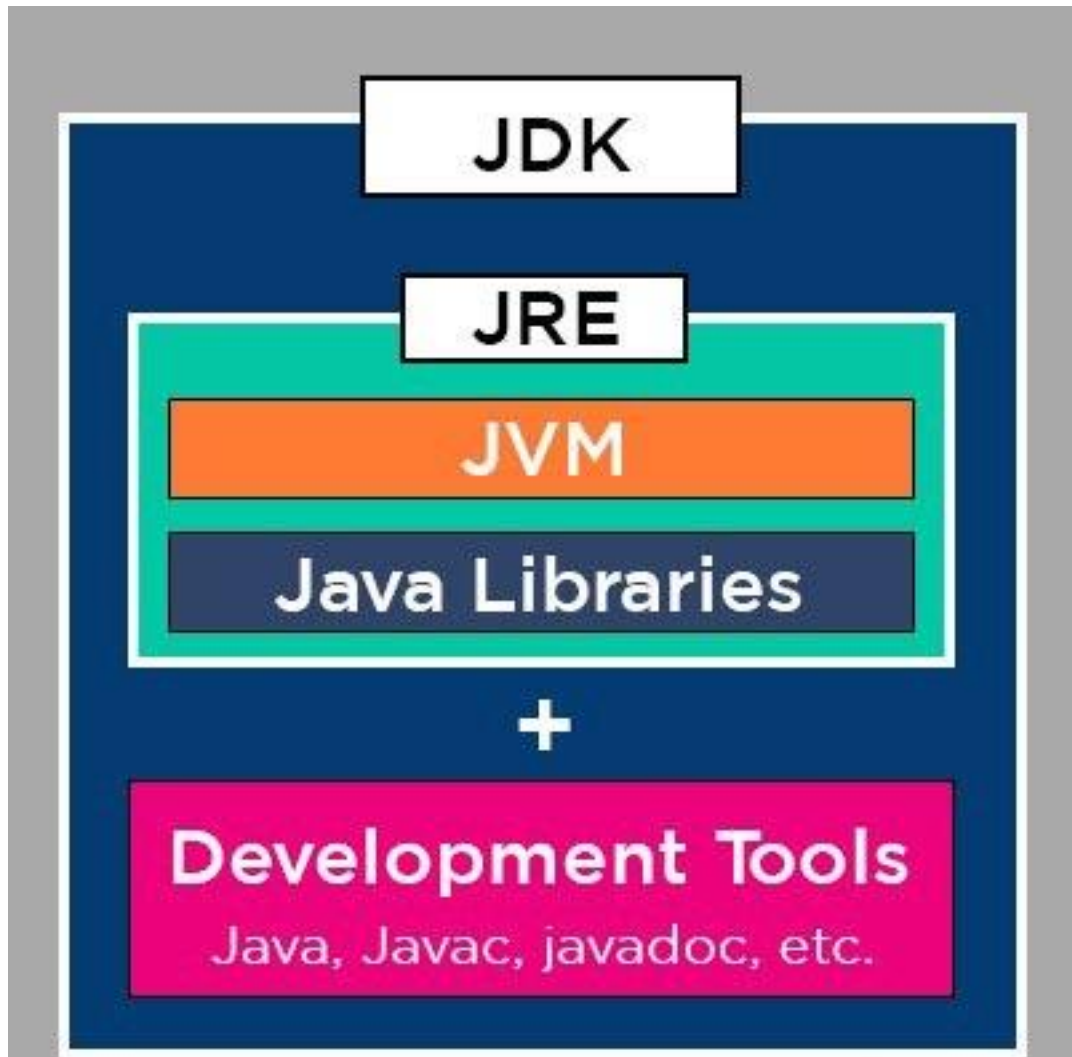 JDK
JRE
JVM
Java Libraries
+
Development Tools
Java, Javac, javadoc, etc.